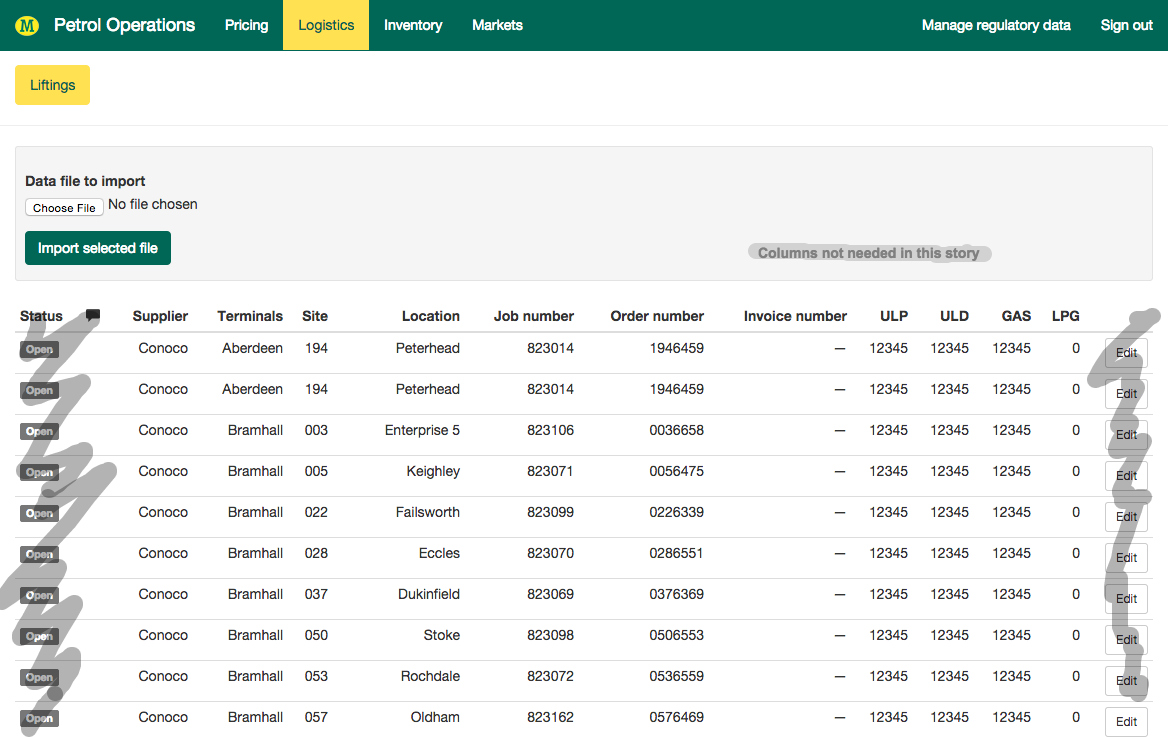 M Petrol Operations Pricing Logistics Inventory Markets Manage regulatory data Sign out
Liftings
Data file to import
Choose File No file chosen
Import selected file
Columns not needed in this story
Status Supplier Terminals Site Location Job number Order number Invoice number ULP ULD GAS LPG
Open Conoco Aberdeen 194 Peterhead 823014 1946459 — 12345 12345 12345 0 Edit
Open Conoco Aberdeen 194 Peterhead 823014 1946459 — 12345 12345 12345 0 Edit
Open Conoco Bramhall 003 Enterprise 5 823106 0036658 — 12345 12345 12345 0 Edit
Open Conoco Bramhall 005 Keighley 823071 0056475 — 12345 12345 12345 0 Edit
Open Conoco Bramhall 022 Failsworth 823099 0226339 — 12345 12345 12345 0 Edit
Open Conoco Bramhall 028 Eccles 823070 0286551 — 12345 12345 12345 0 Edit
Open Conoco Bramhall 037 Dukinfield 823069 0376369 — 12345 12345 12345 0 Edit
Open Conoco Bramhall 050 Stoke 823098 0506553 — 12345 12345 12345 0 Edit
Open Conoco Bramhall 053 Rochdale 823072 0536559 — 12345 12345 12345 0 Edit
Open Conoco Bramhall 057 Oldham 823162 0576469 — 12345 12345 12345 0 Edit